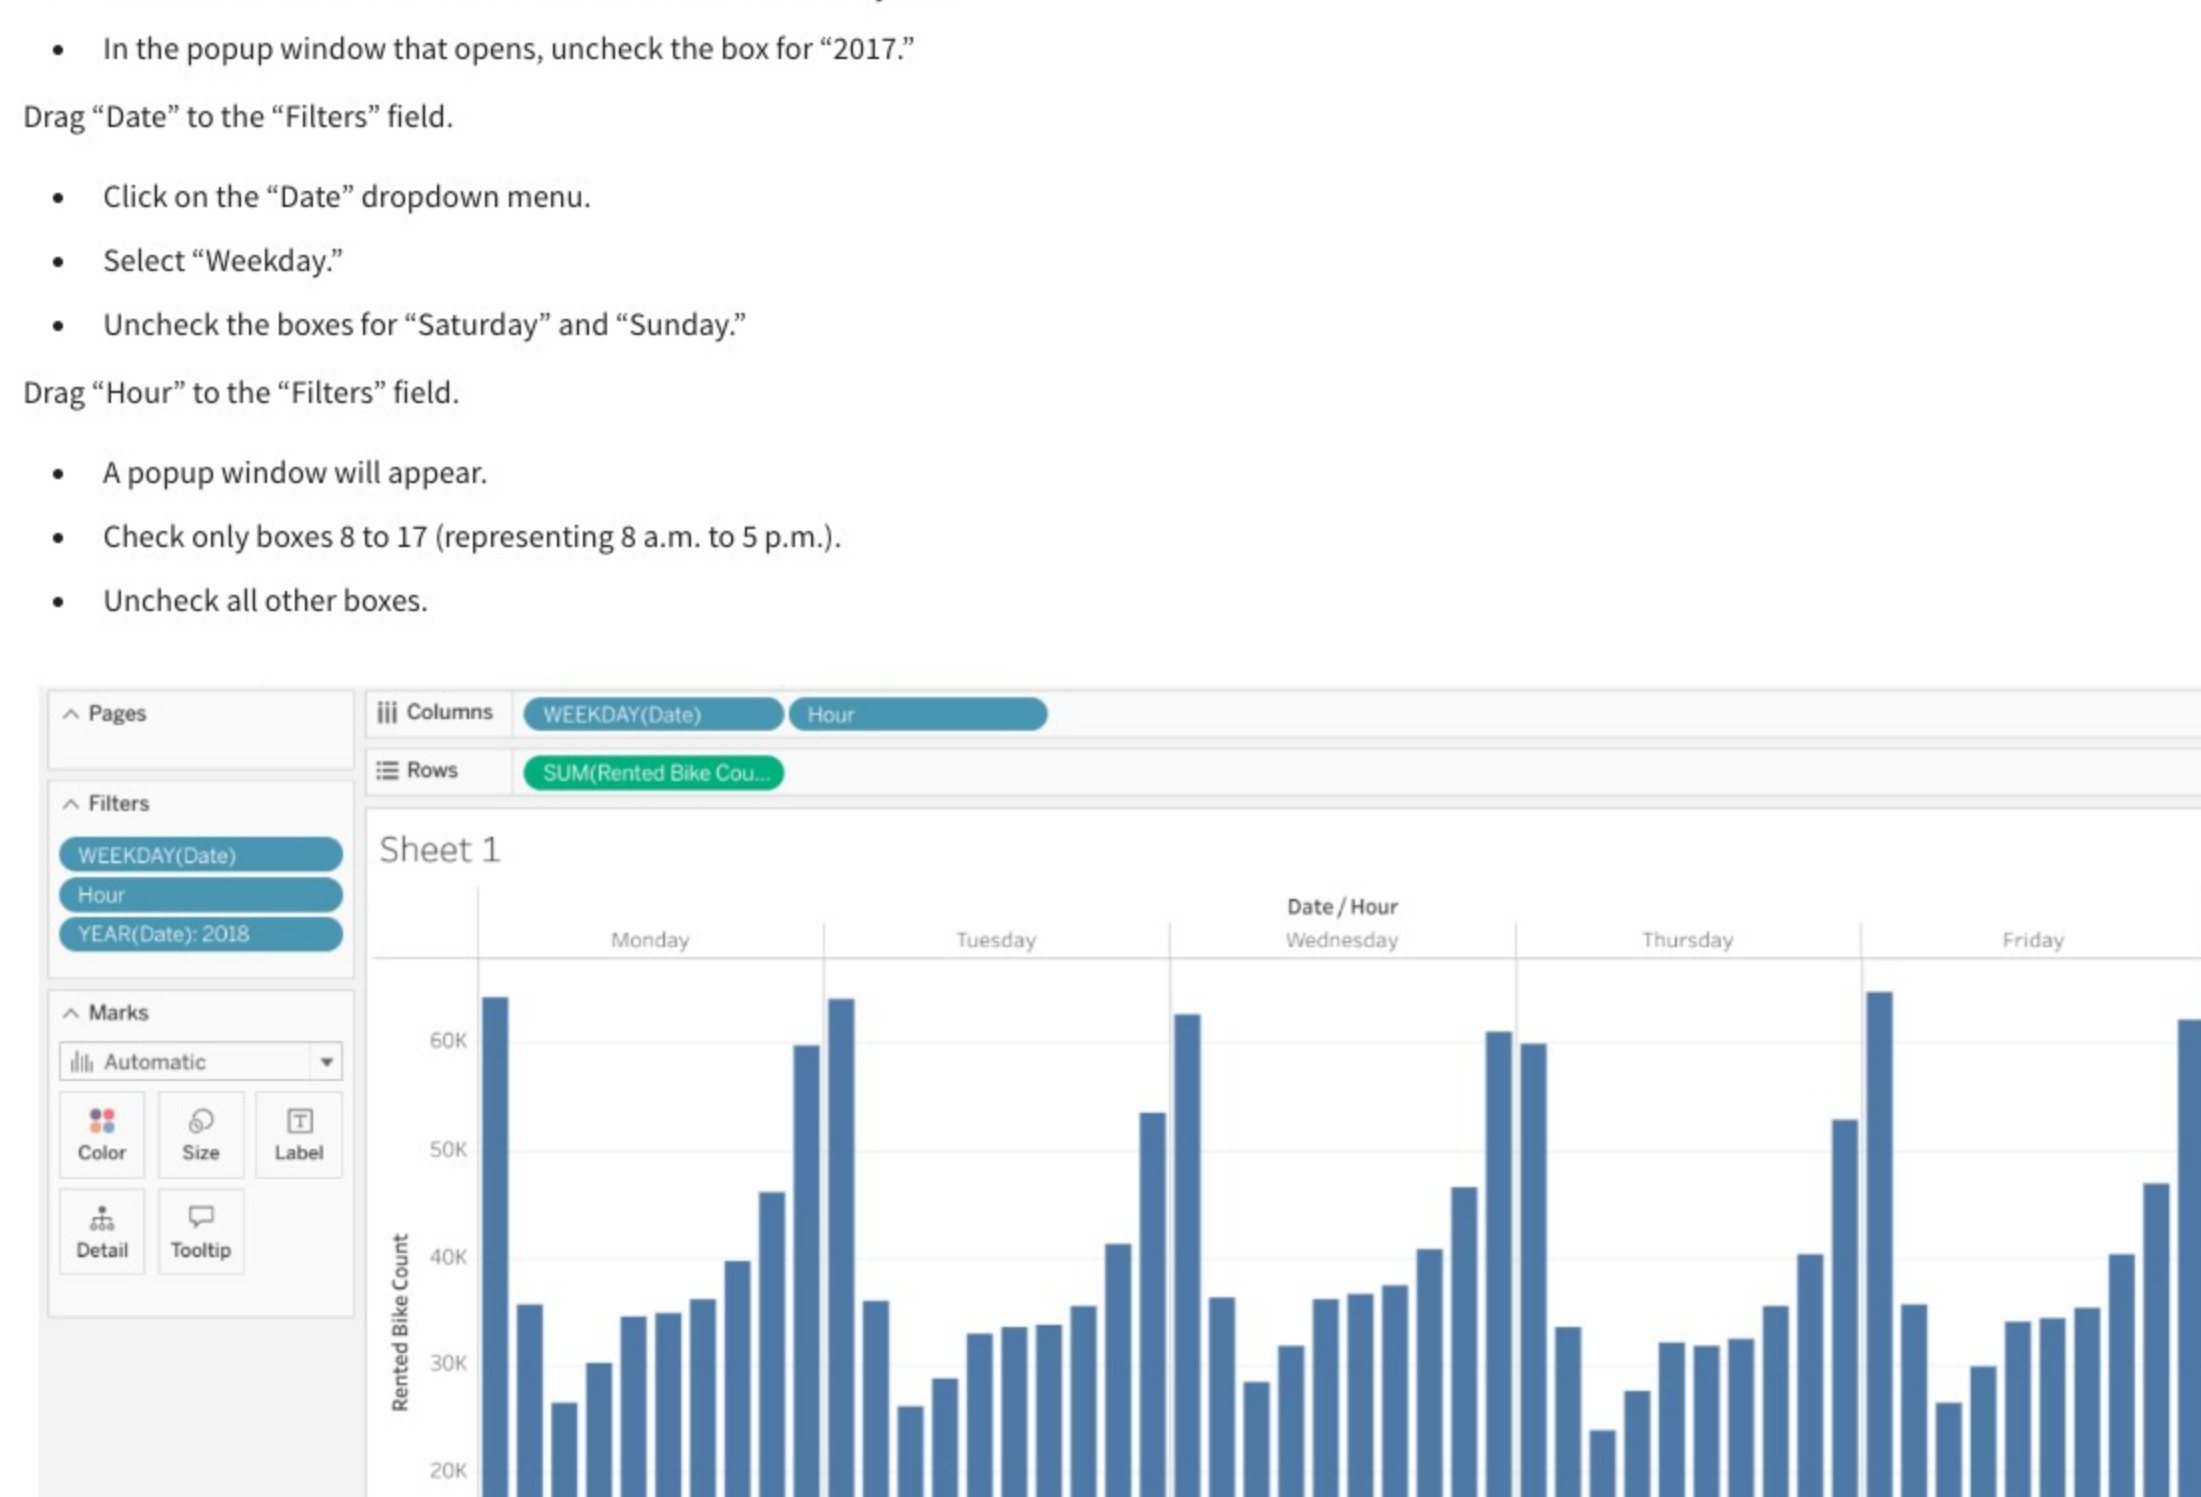 • In the popup window that opens, uncheck the box for “2017.”
Drag “Date” to the “Filters” field.
• Click on the “Date” dropdown menu.
• Select “Weekday.”
• Uncheck the boxes for “Saturday” and “Sunday.”
Drag “Hour” to the “Filters” field.
• A popup window will appear.
• Check only boxes 8 to 17 (representing 8 a.m. to 5 p.m.).
• Uncheck all other boxes.
Pages
Columns WEEKDAY(Date) Hour
Rows SUM(Rented Bike Cou...
Filters
WEEKDAY(Date)
Hour
YEAR(Date): 2018
Marks
Automatic
Color Size Label
Detail Tooltip
Sheet 1
Date / Hour
Monday Tuesday Wednesday Thursday Friday
Rented Bike Count
60K
50K
40K
30K
20K